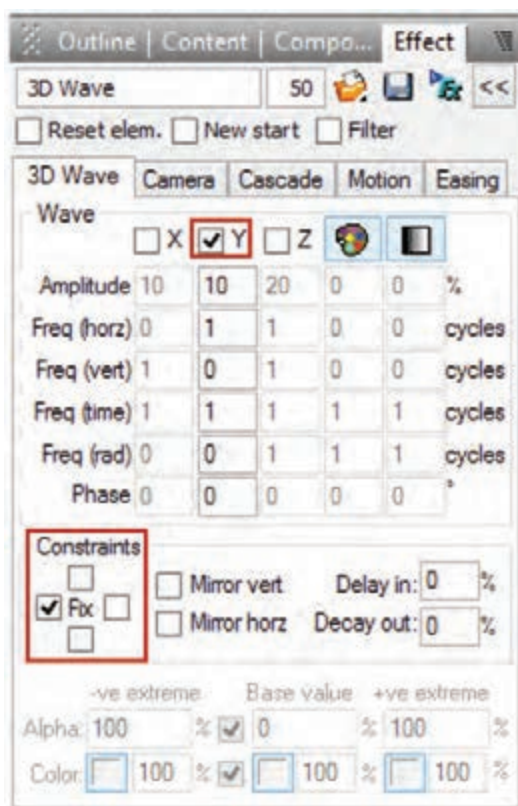 Outline | Content | Compo... Effect
3D Wave 50 Fx <<
Reset elem. New start Filter
3D Wave Camera Cascade Motion Easing
Wave
X Y Z
Amplitude 10 10 20 0 0 %
Freq (horz) 0 1 1 0 0 cycles
Freq (vert) 1 0 1 0 0 cycles
Freq (time) 1 1 1 1 1 cycles
Freq (rad) 0 0 1 1 1 cycles
Phase 0 0 0 0 0 °
Constraints
Fix
Mirror vert Delay in: 0 %
Mirror horz Decay out: 0 %
-ve extreme Base value +ve extreme
Alpha: 100 % 0 % 100 %
Color: 100 % 100 % 100 %